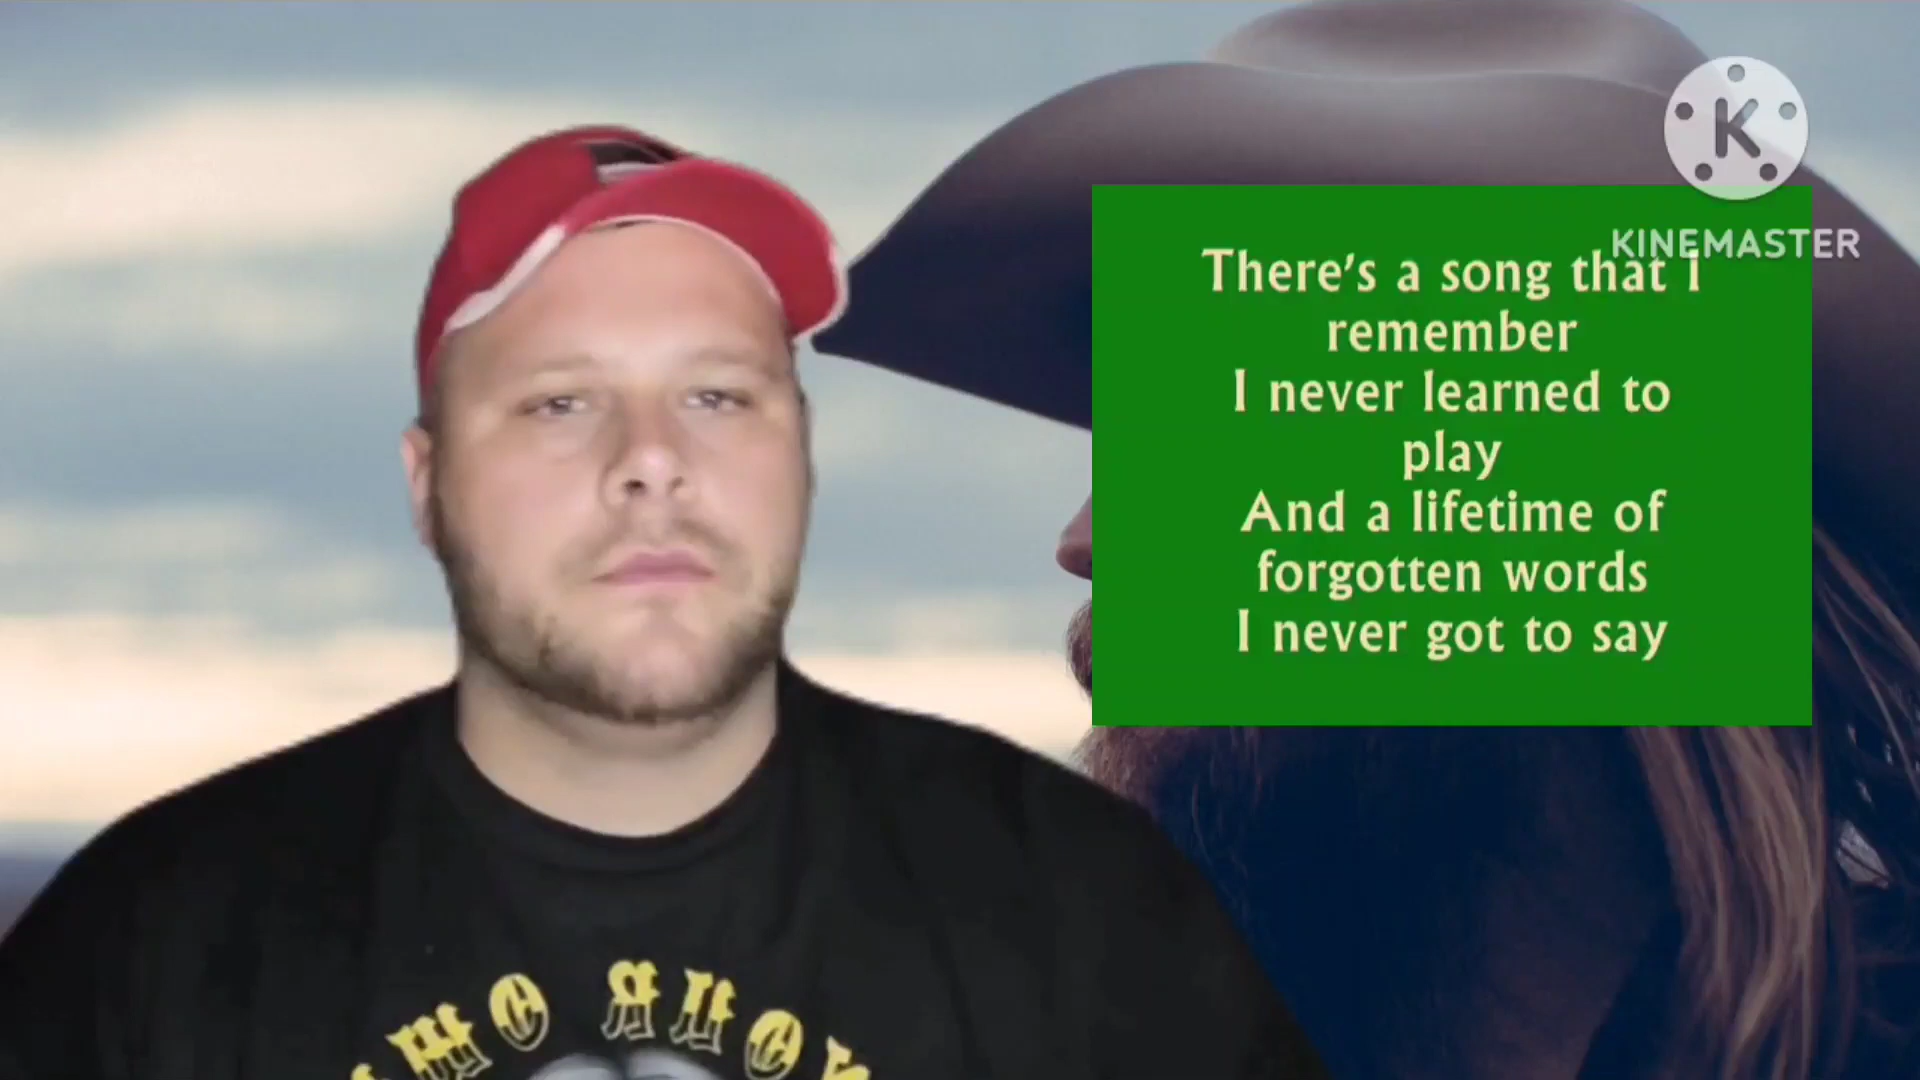 K
KINEMASTER
There's a song that I
remember
I never learned to
play
And a lifetime of
forgotten words
I never got to say